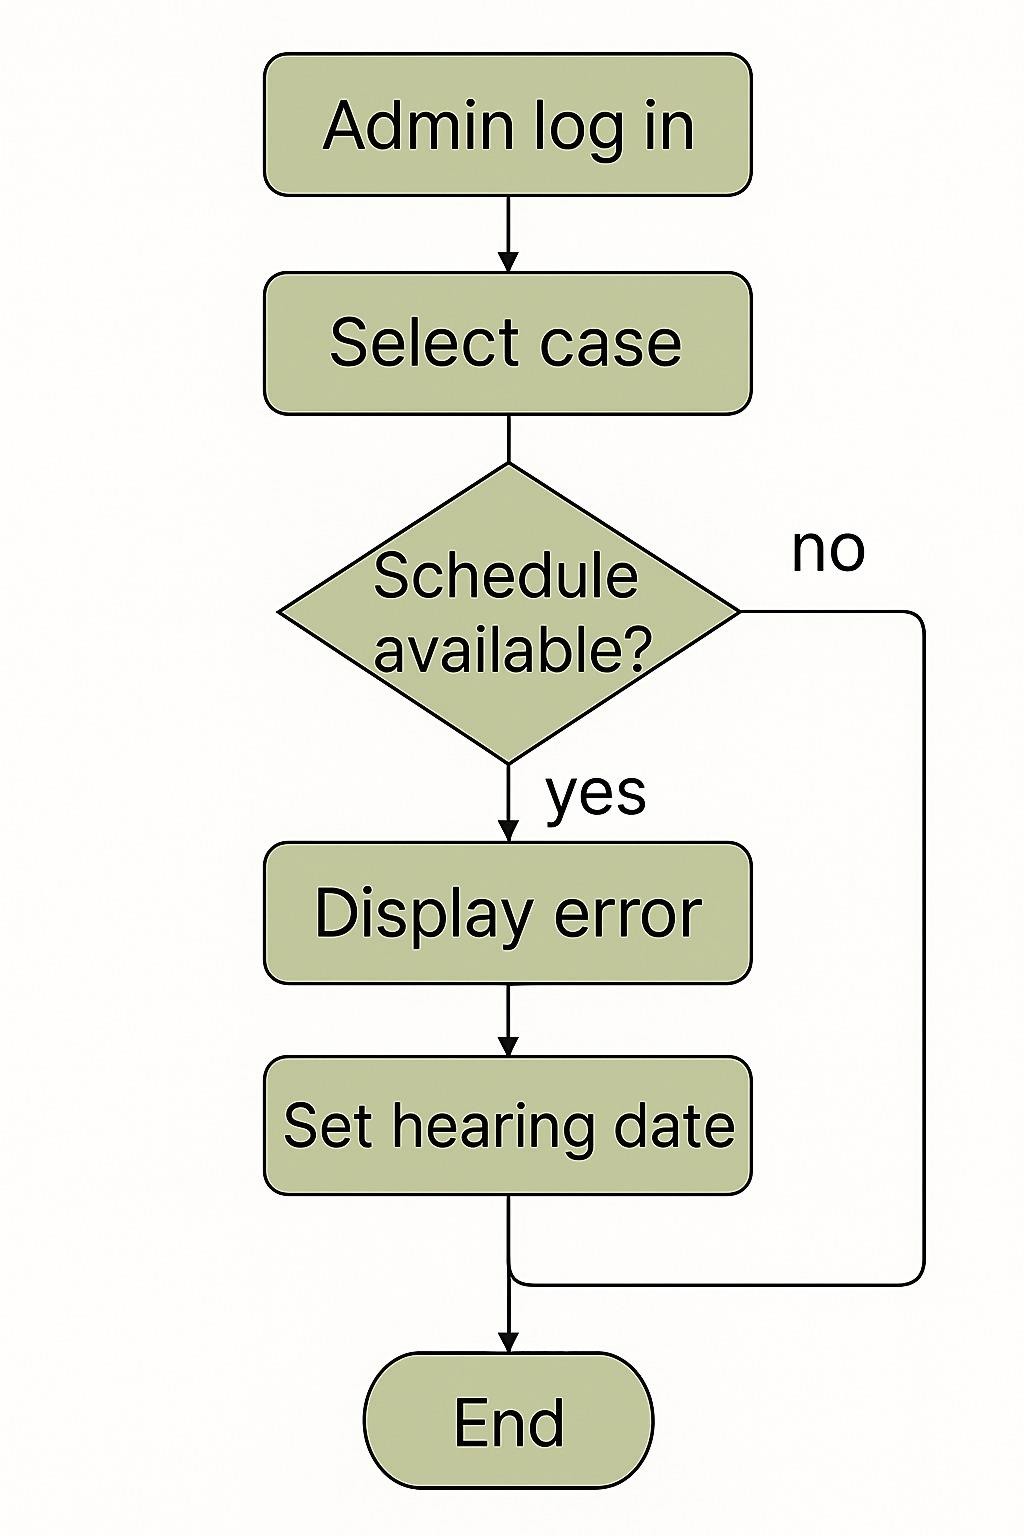 Admin log in
Select case
Schedule
available?
no
yes
Display error
Set hearing date
End